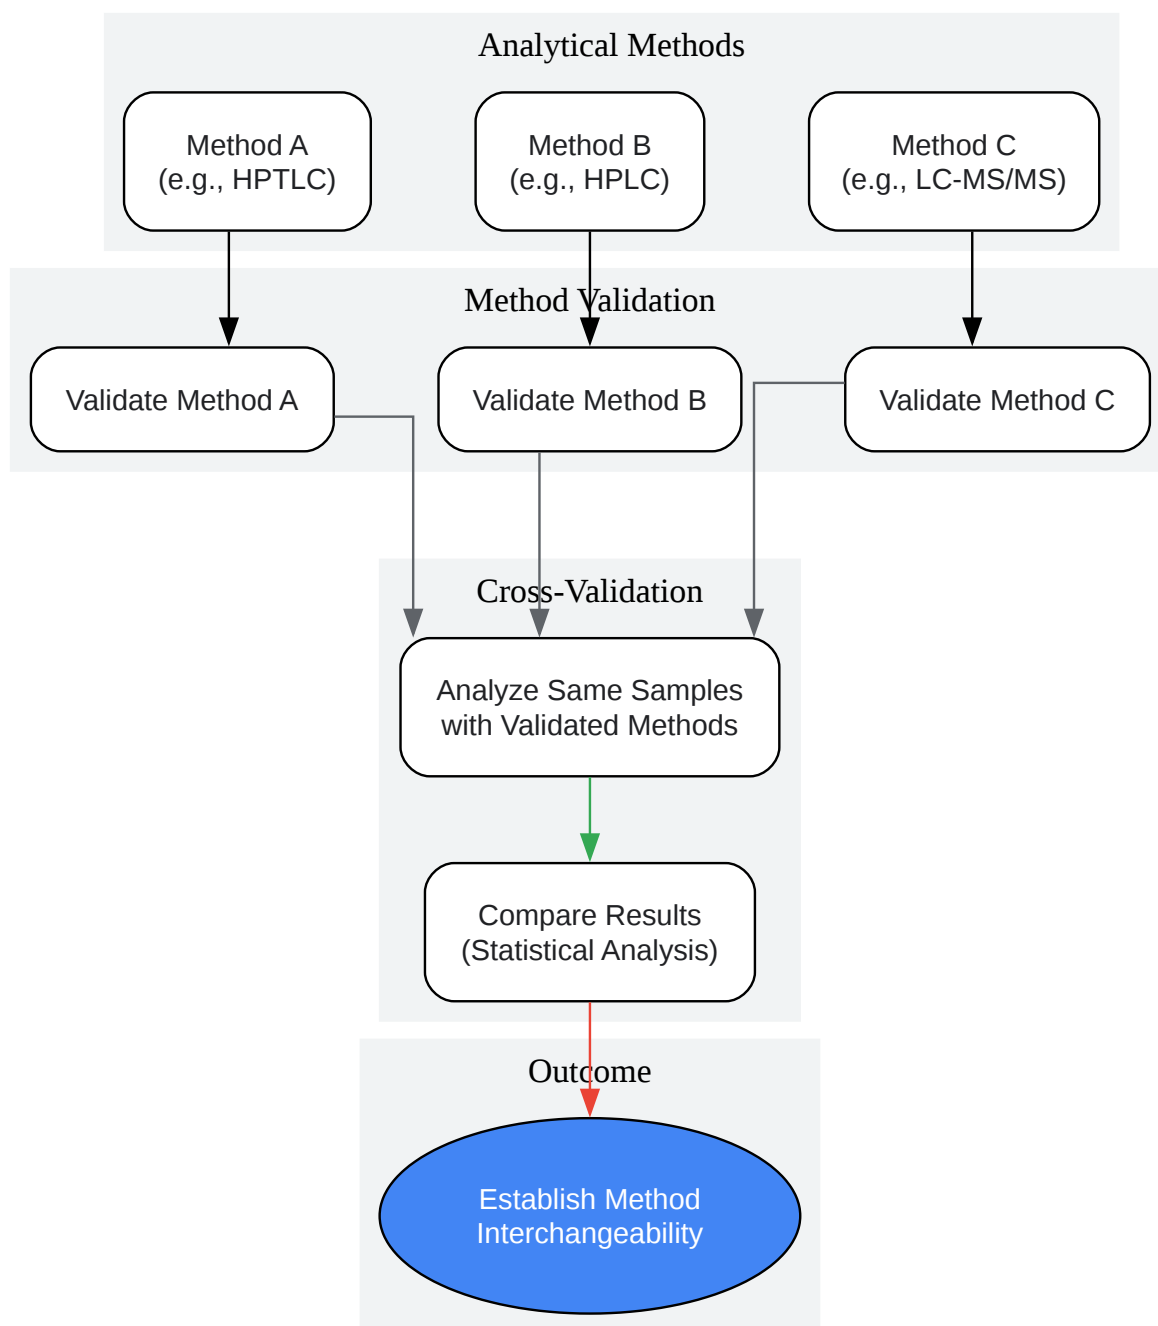 Analytical Methods
Method A
(e.g., HPTLC)
Method B
(e.g., HPLC)
Method C
(e.g., LC-MS/MS)
Method Validation
Validate Method A
Validate Method B
Validate Method C
Cross-Validation
Analyze Same Samples
with Validated Methods
Compare Results
(Statistical Analysis)
Outcome
Establish Method
Interchangeability